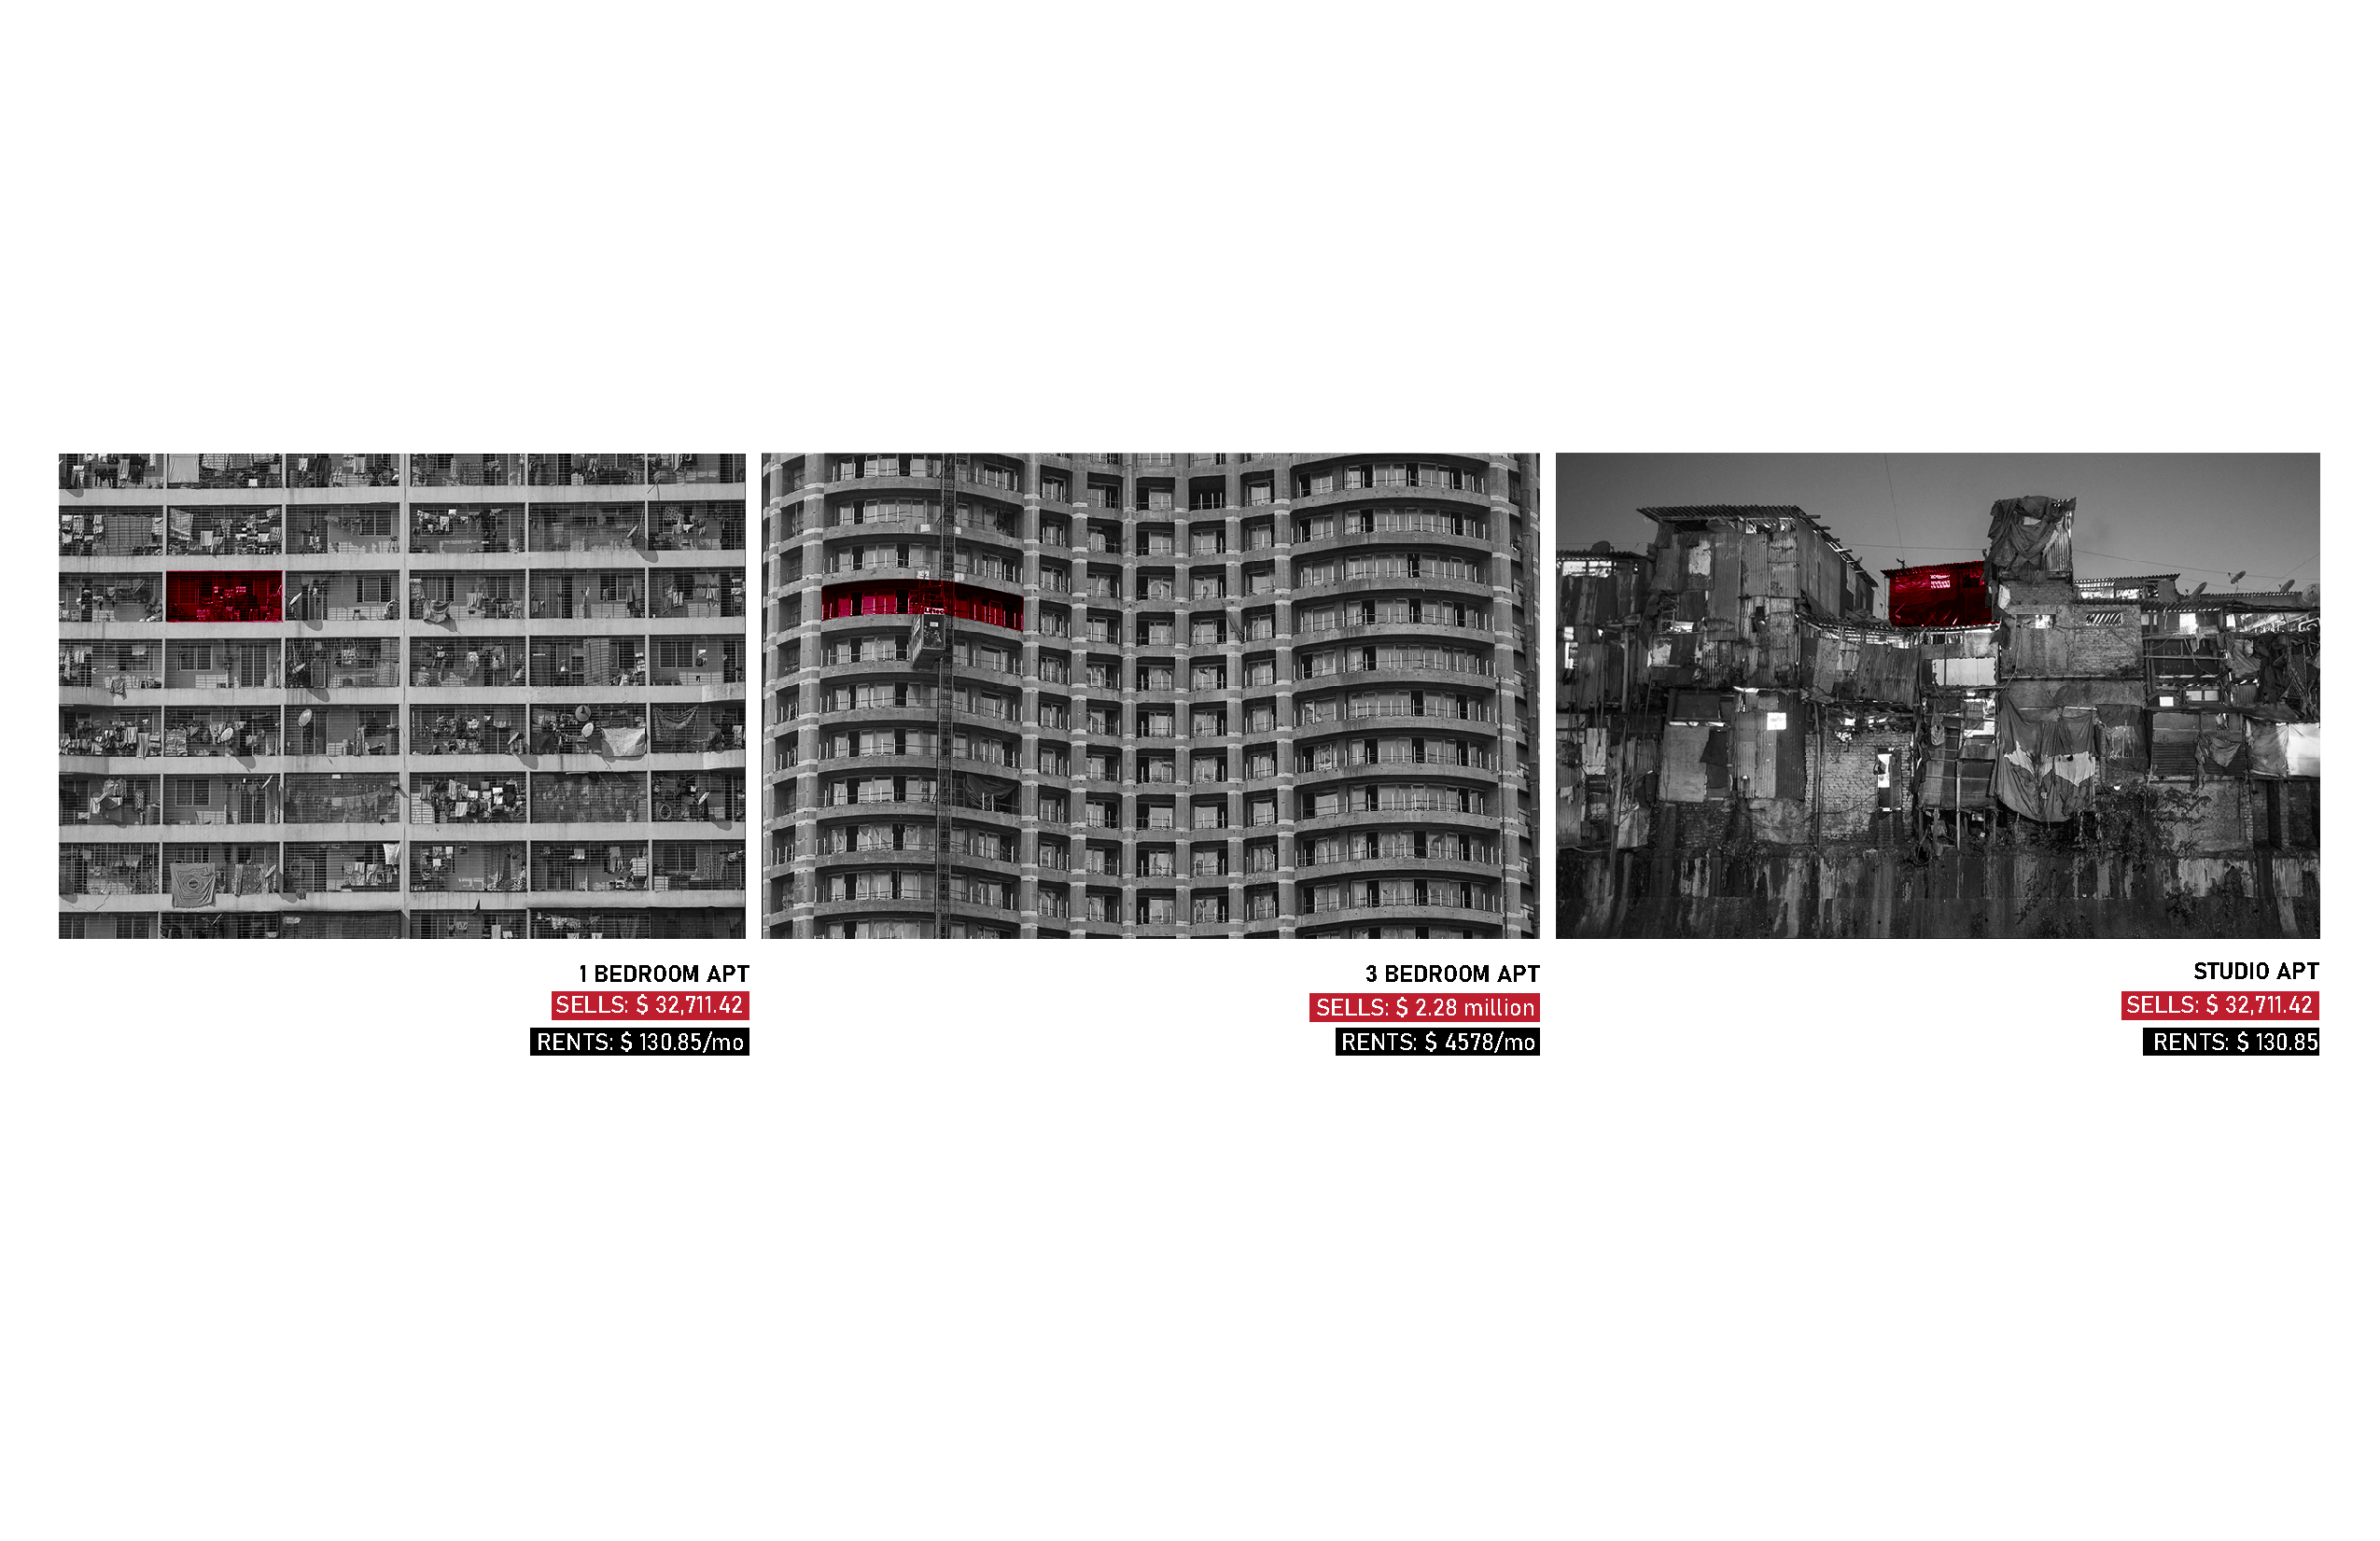 1 BEDROOM APT
SELLS: $ 32,711.42
RENTS: $ 130.85/mo
3 BEDROOM APT
SELLS: $ 2.28 million
RENTS: $ 4578/mo
STUDIO APT
SELLS: $ 32,711.42
RENTS: $ 130.85